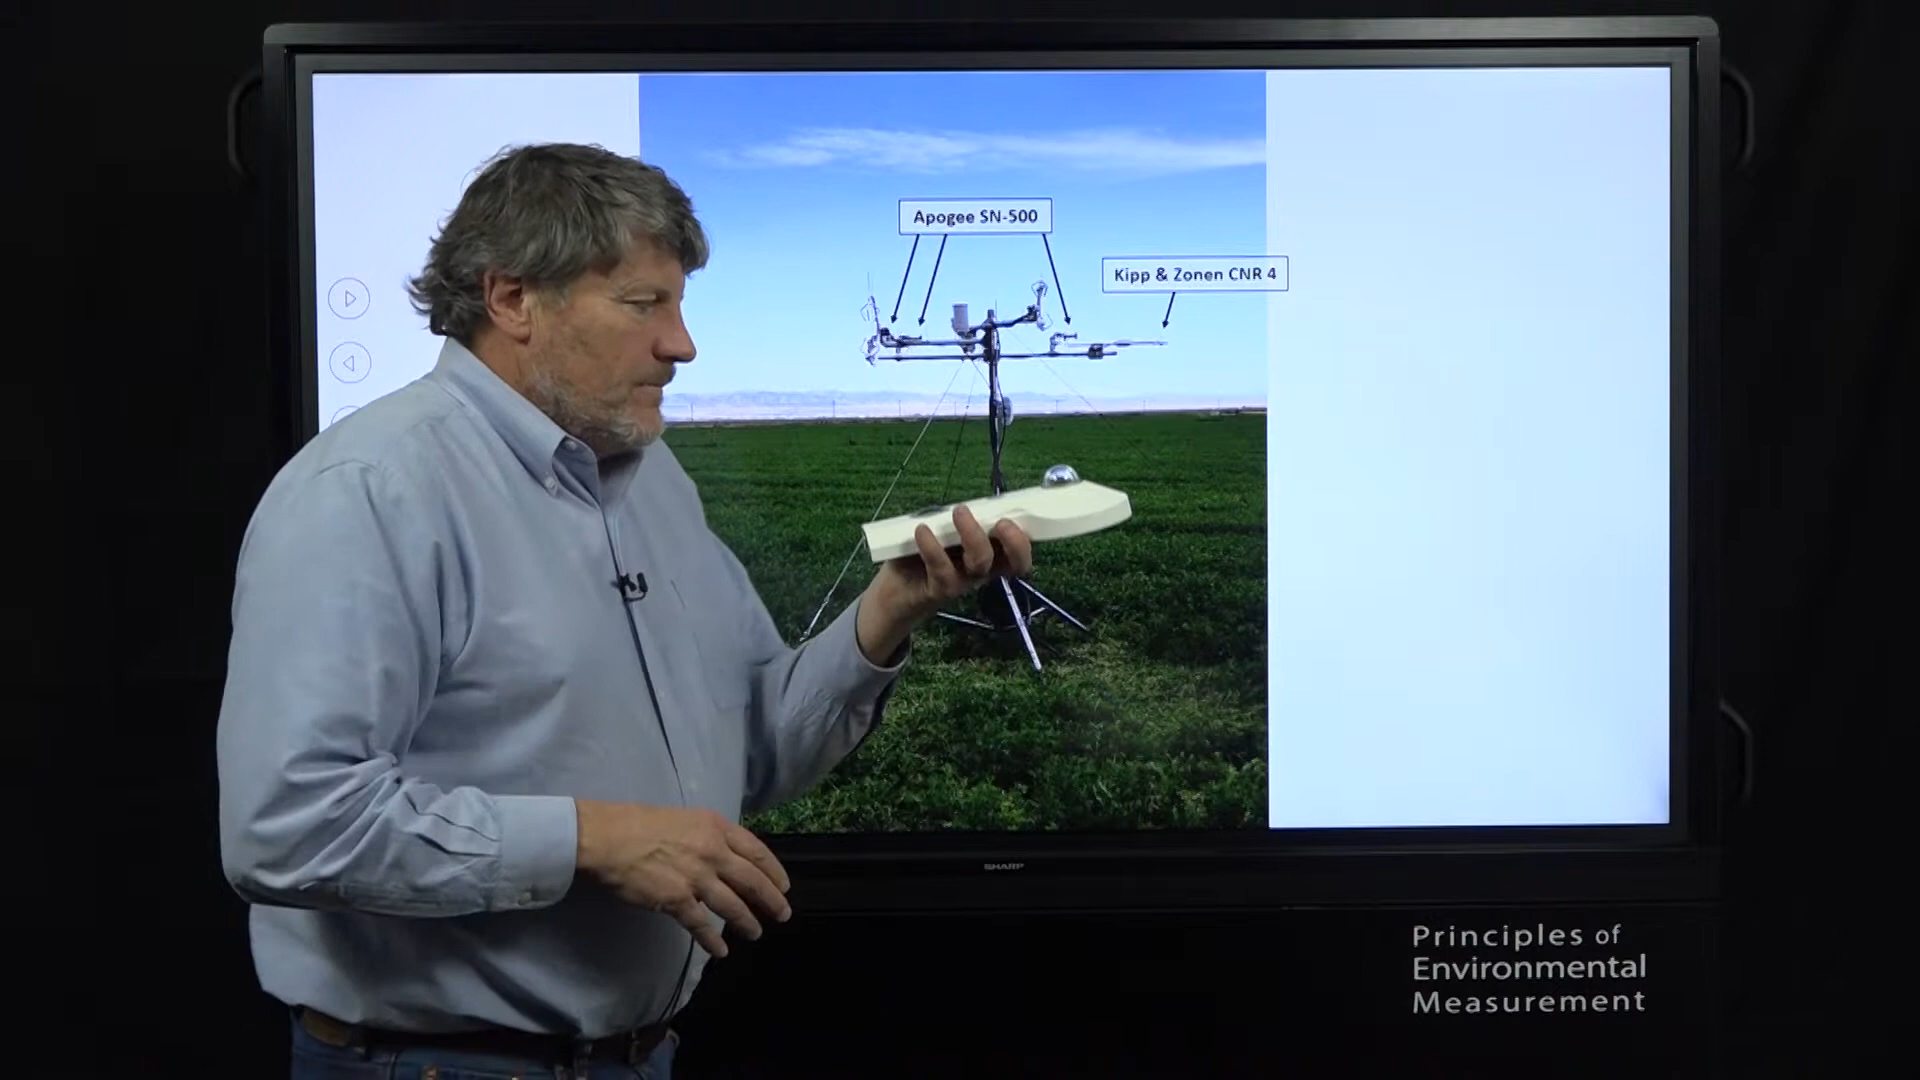 Apogee SN-500
Kipp & Zonen CNR 4
SHARP
Principles of
Environmental
Measurement